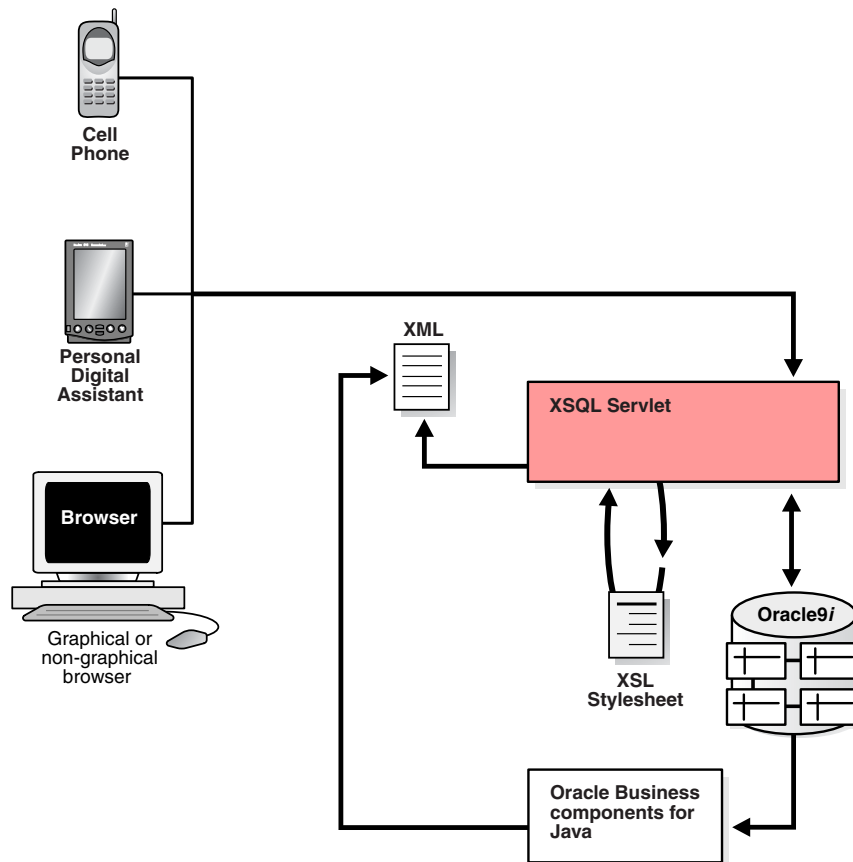 Cell
Phone
Personal
Digital
Assistant
XML
XSQL Servlet
Browser
Graphical or
non-graphical
browser
Oracle9i
XSL
Stylesheet
Oracle Business
components for
Java